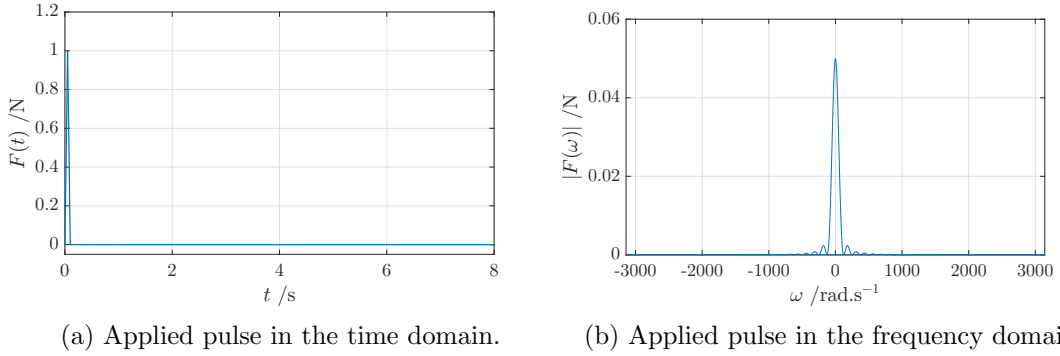 1.2
1
0.8
0.6
0.4
0.2
0
F(t) /N
0 2 4 6 8
t /s
(a) Applied pulse in the time domain.
0.06
0.04
0.02
0
|F(ω)| /N
-3000 -2000 -1000 0 1000 2000 3000
ω /rad.s⁻¹
(b) Applied pulse in the frequency domai